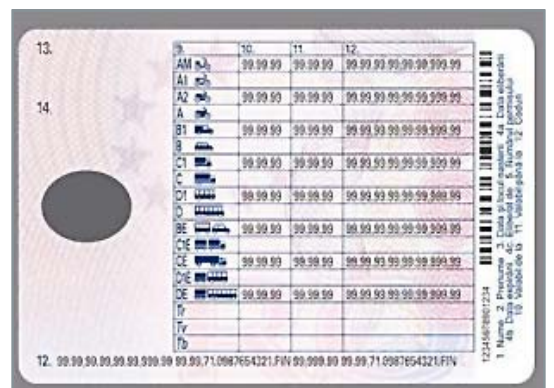 13.
14.
9. 10. 11. 12.
AM 99.99.99 99.99.99 99.99.99.99.99.99.999.99
A1
A2 99.99.99 99.99.99 99.99.99.99.99.99.999.99
A
B1 99.99.99 99.99.99 99.99.99.99.99.99.999.99
B
C1 99.99.99 99.99.99 99.99.99.99.99.99.999.99
C
D1 99.99.99 99.99.99 99.99.99.99.99.99.999.99
D
BE 99.99.99 99.99.99 99.99.99.99.99.99.999.99
C1E
CE 99.99.99 99.99.99 99.99.99.99.99.99.999.99
D1E
DE 99.99.99 99.99.99 99.99.99.99.99.99.999.99
Tr
Tv
Tb
12. 99.99,99.99,99.99,999.99 99.99,71.0987654321.FIN 99,999.99 99.99,71.0987654321.FIN
1. Nume 2. Prenume 3. Data și locul nașterii 4a. Data eliberării
4b. Data expirării 4c. Eliberat de 5. Numărul permisului
10. Valabil de la 11. Valabil până la 12. Coduri